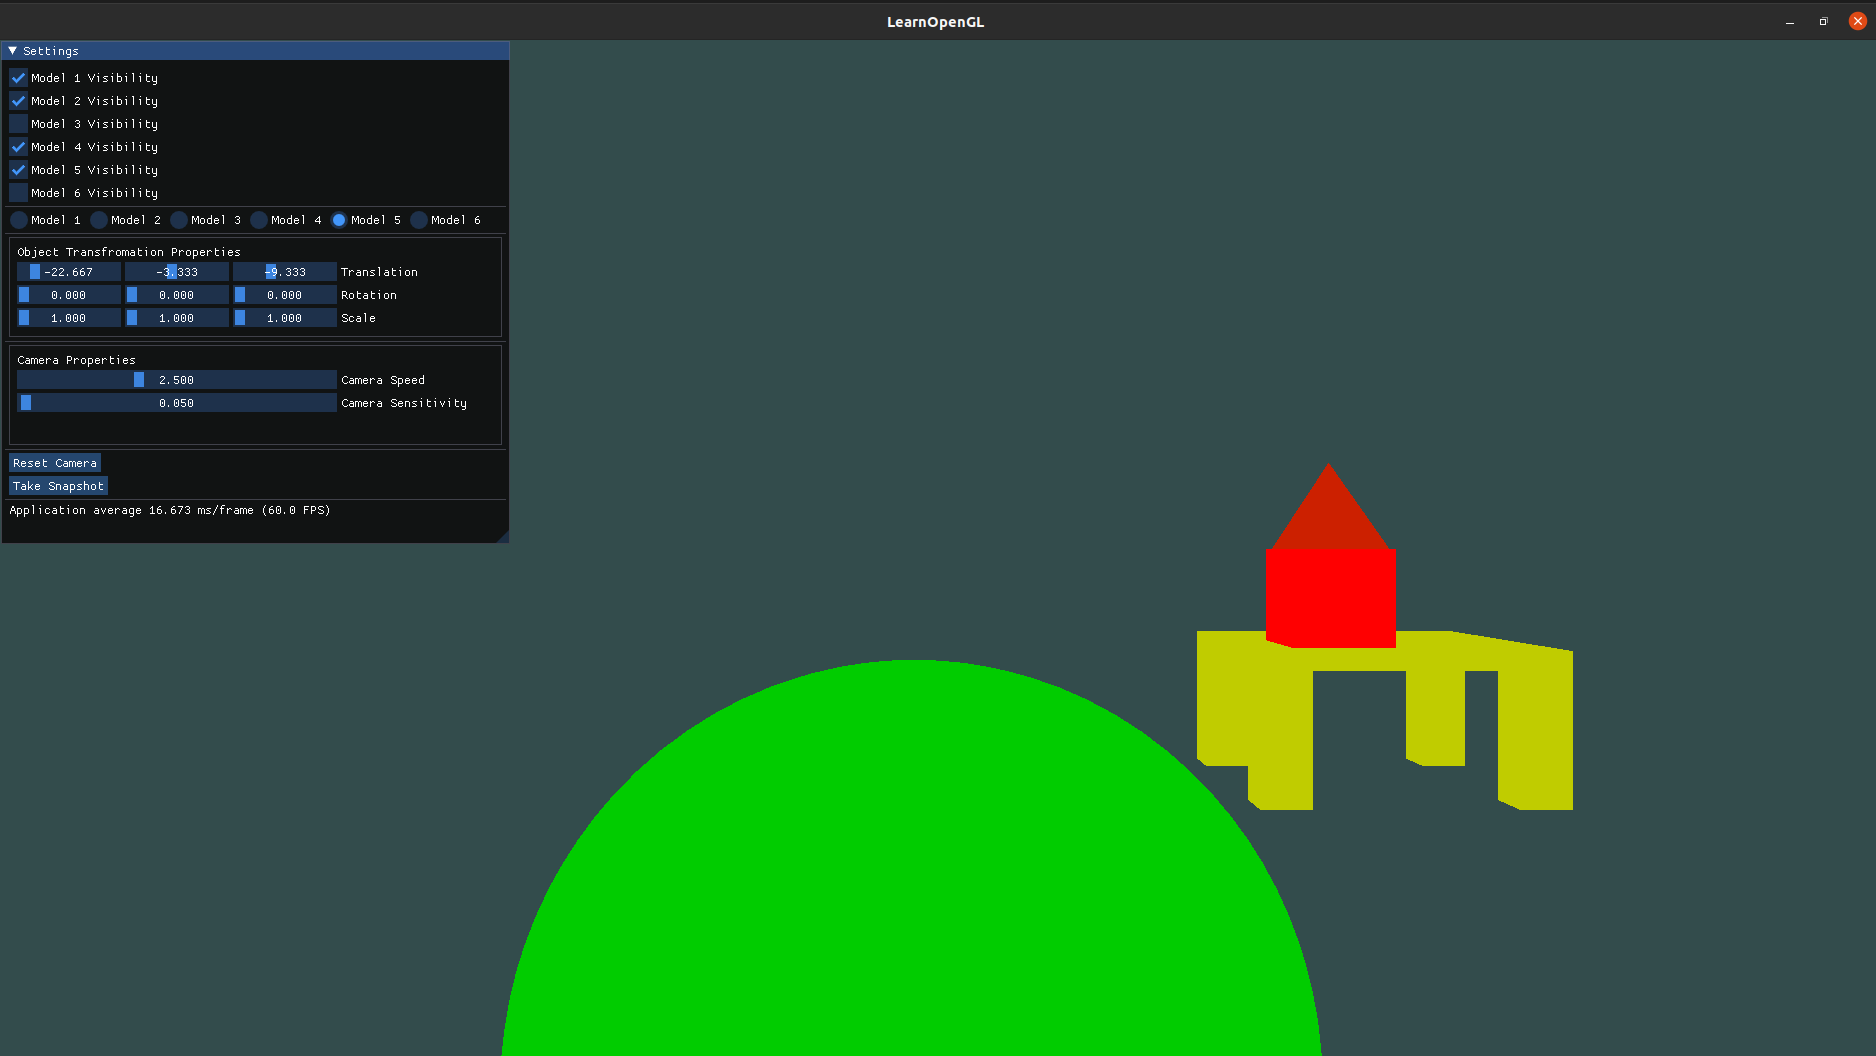 LearnOpenGL
Settings
Model 1 Visibility
Model 2 Visibility
Model 3 Visibility
Model 4 Visibility
Model 5 Visibility
Model 6 Visibility
Model 1 Model 2 Model 3 Model 4 Model 5 Model 6
Object Transfromation Properties
-22.667 -3.333 -9.333 Translation
0.000 0.000 0.000 Rotation
1.000 1.000 1.000 Scale
Camera Properties
2.500 Camera Speed
0.050 Camera Sensitivity
Reset Camera
Take Snapshot
Application average 16.673 ms/frame (60.0 FPS)